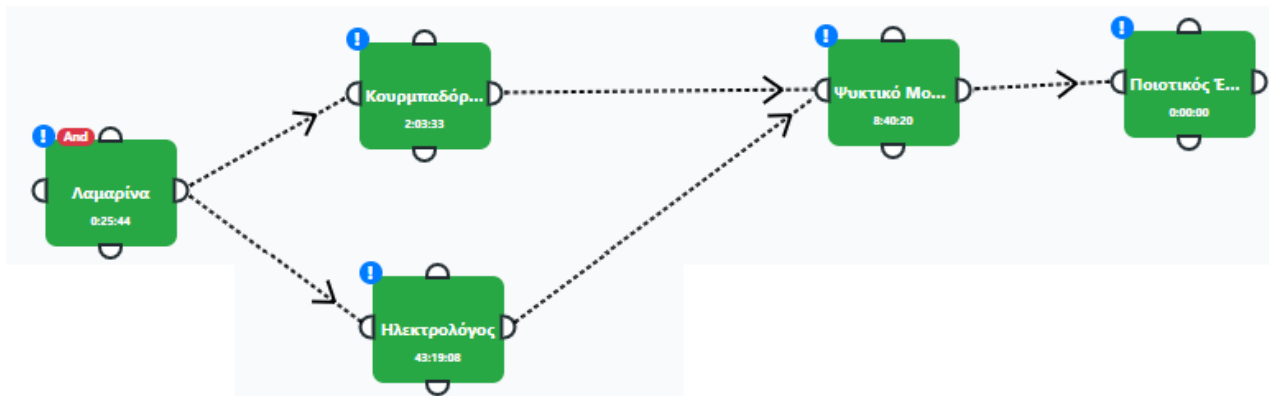 !
And
Λαμαρίνα
0:25:44
!
Κουρμπαδόρ...
2:03:33
!
Ηλεκτρολόγος
43:19:08
!
Ψυκτικό Μο...
8:40:20
!
Ποιοτικός Έ...
0:00:00